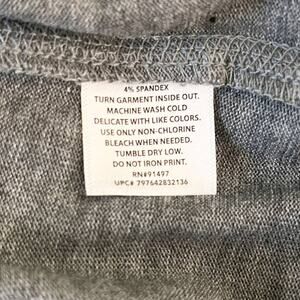 4% SPANDEX
TURN GARMENT INSIDE OUT.
MACHINE WASH COLD
DELICATE WITH LIKE COLORS.
USE ONLY NON-CHLORINE
BLEACH WHEN NEEDED.
TUMBLE DRY LOW.
DO NOT IRON PRINT.
RN#91497
UPC# 797642832136